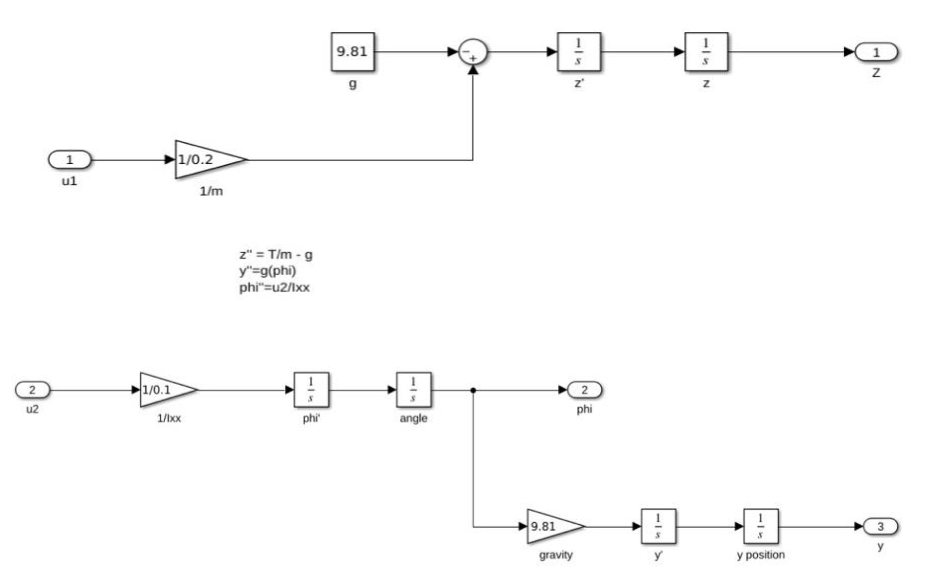 9.81
g
−
+
1
s
z'
1
s
z
1
Z
1
u1
1/0.2
1/m
z" = T/m - g
y"=g(phi)
phi"=u2/Ixx
2
u2
1/0.1
1/Ixx
1
s
phi'
1
s
angle
2
phi
9.81
gravity
1
s
y'
1
s
y position
3
y